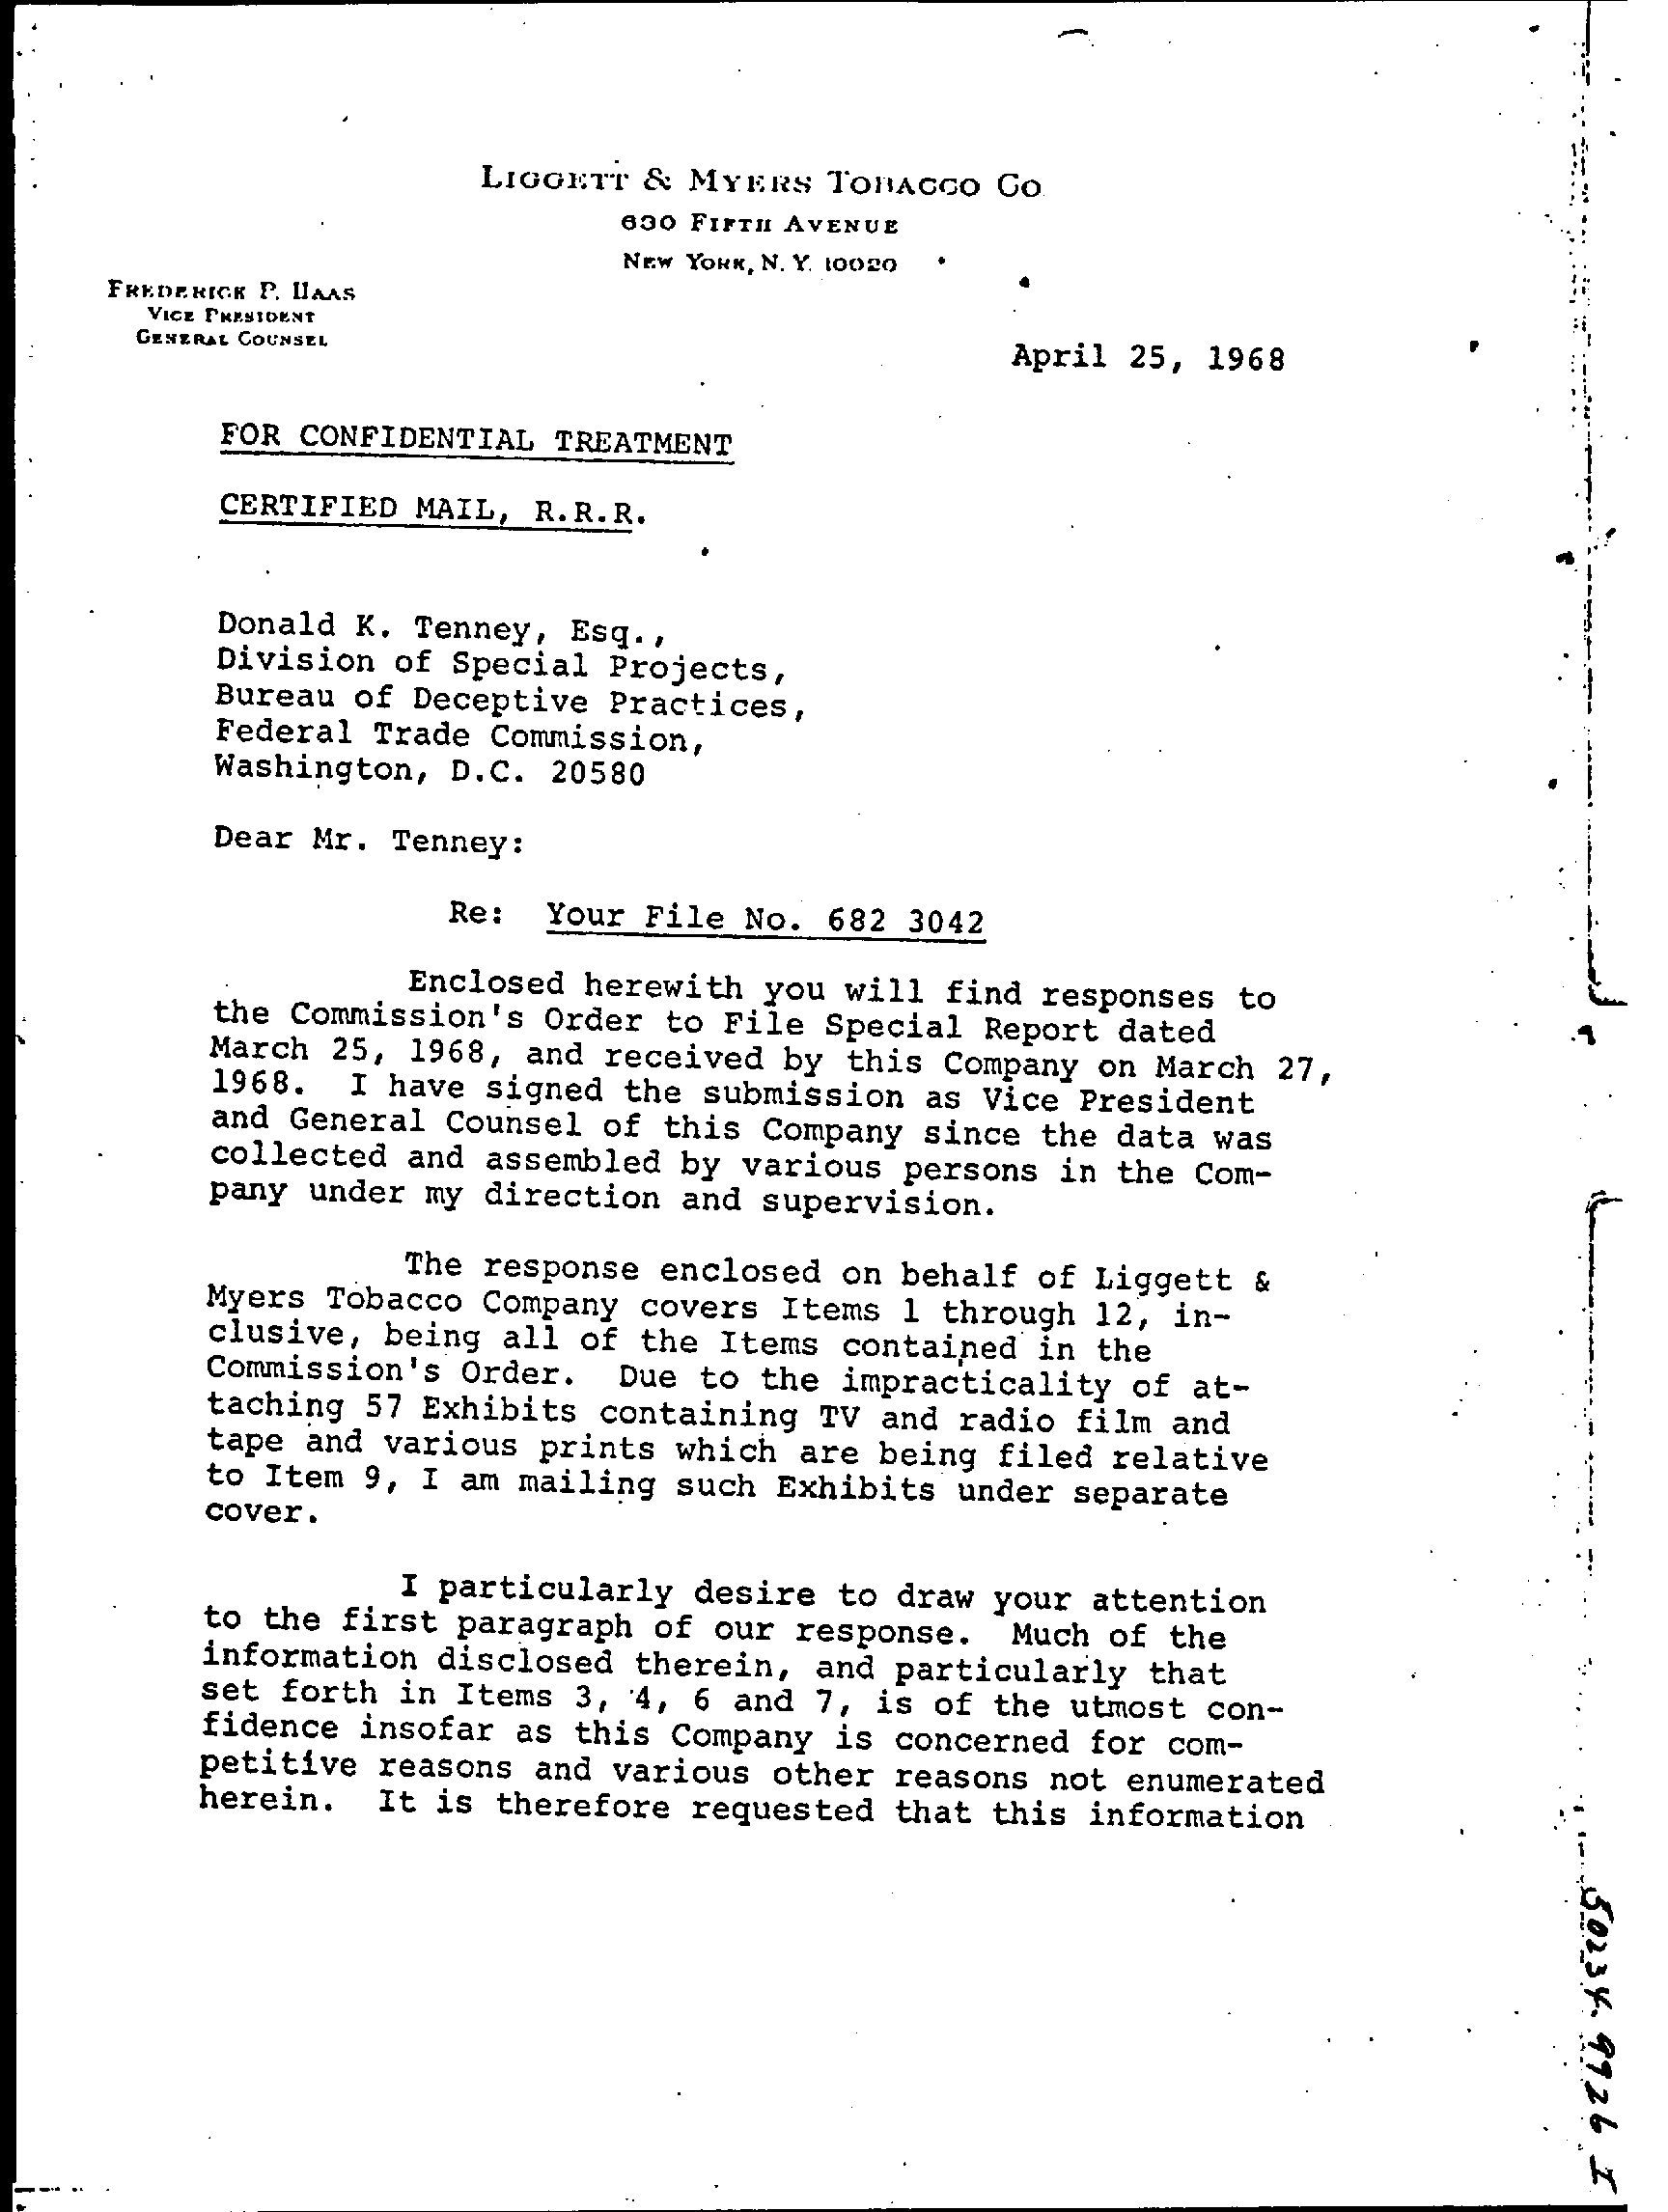 LIGGETT & MYERS TOBACCO CO
630 FIFTH AVENUE
NEW YORK, N. Y. 10020
FREDERICK P. HAAS
VICE PRESIDENT
GENERAL COUNSEL
April 25, 1968
FOR CONFIDENTIAL TREATMENT
CERTIFIED MAIL, R.R.R.
Donald K. Tenney, Esq.,
Division of Special Projects,
Bureau of Deceptive Practices,
Federal Trade Commission,
Washington, D.C. 20580
Dear Mr. Tenney:
Re: Your File No. 682 3042
Enclosed herewith you will find responses to
the Commission's Order to File Special Report dated
March 25, 1968, and received by this Company on March 27,
1968. I have signed the submission as Vice President
and General Counsel of this Company since the data was
collected and assembled by various persons in the Com-
pany under my direction and supervision.
The response enclosed on behalf of Liggett &
Myers Tobacco Company covers Items 1 through 12, in-
clusive, being all of the Items contained in the
Commission's Order. Due to the impracticality of at-
taching 57 Exhibits containing TV and radio film and
tape and various prints which are being filed relative
to Item 9, I am mailing such Exhibits under separate
cover.
I particularly desire to draw your attention
to the first paragraph of our response. Much of the
information disclosed therein, and particularly that
set forth in Items 3, 4, 6 and 7, is of the utmost con-
fidence insofar as this Company is concerned for com-
petitive reasons and various other reasons not enumerated
herein. It is therefore requested that this information
50234 9926 I